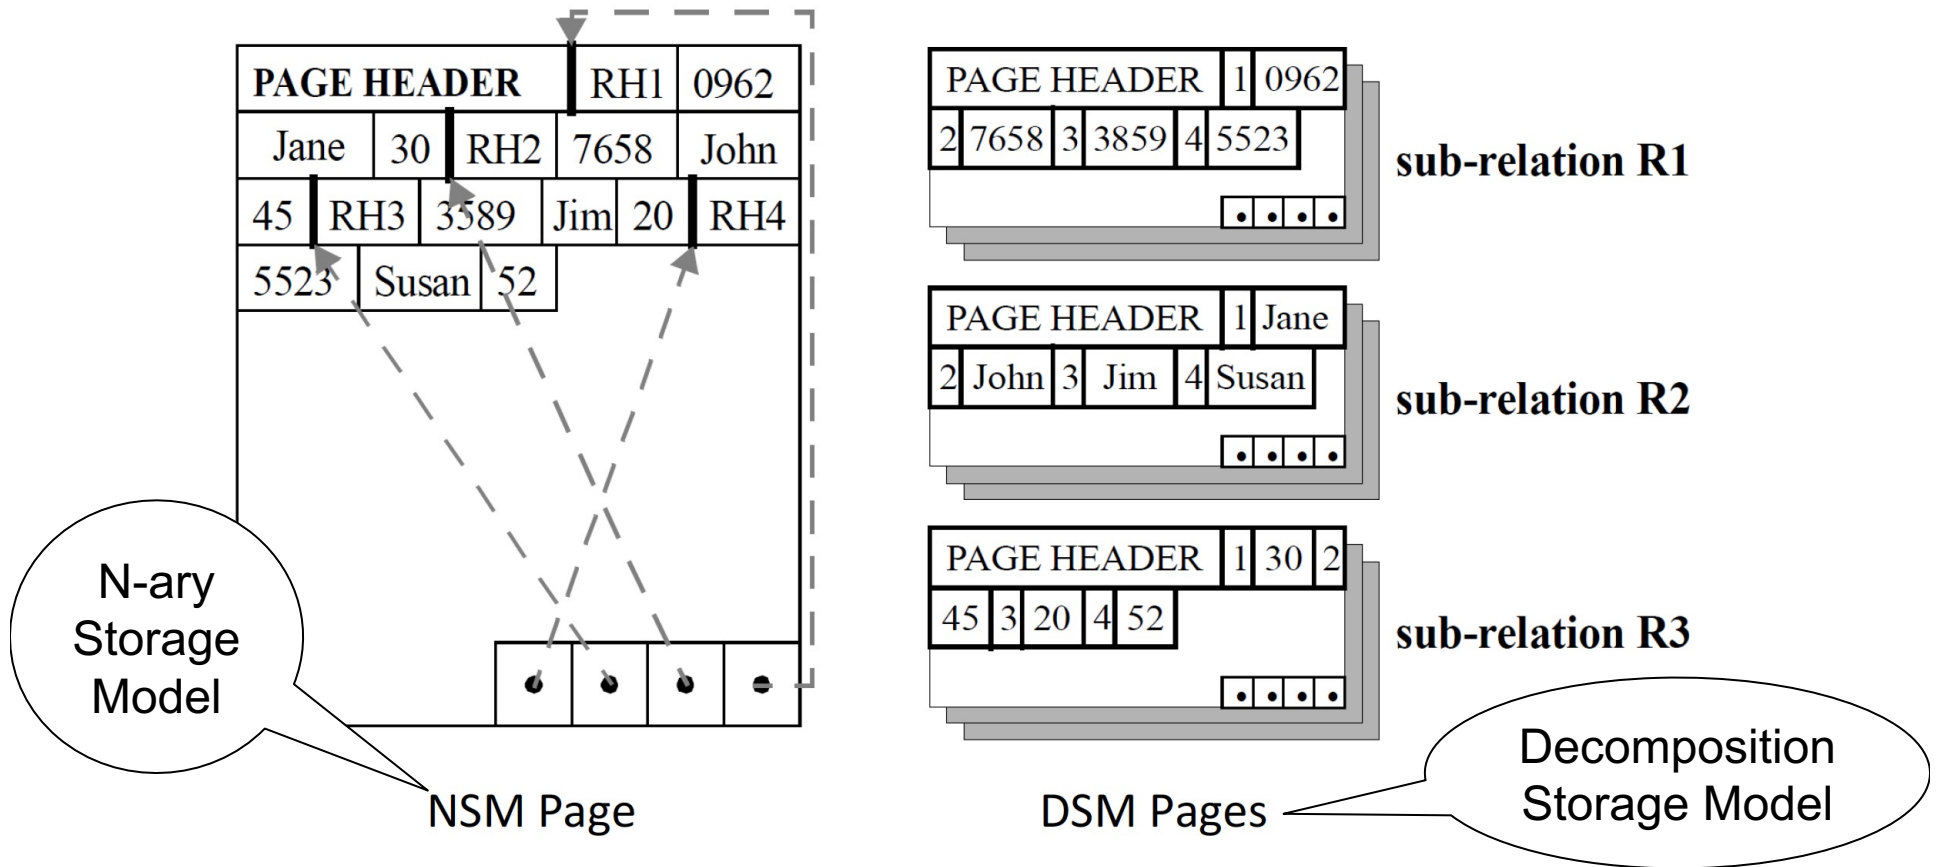 PAGE HEADER RH1 0962
Jane 30 RH2 7658 John
45 RH3 3589 Jim 20 RH4
5523 Susan 52
N-ary
Storage
Model
NSM Page
PAGE HEADER 1 0962
2 7658 3 3859 4 5523
sub-relation R1
PAGE HEADER 1 Jane
2 John 3 Jim 4 Susan
sub-relation R2
PAGE HEADER 1 30 2
45 3 20 4 52
sub-relation R3
DSM Pages
Decomposition
Storage Model